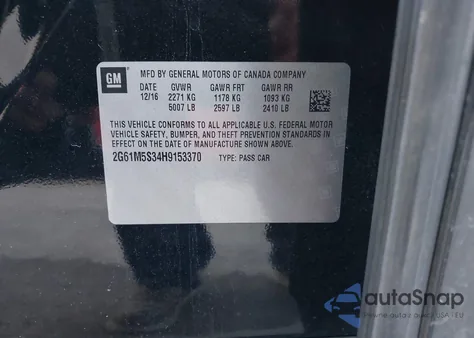 GM
MFD BY GENERAL MOTORS OF CANADA COMPANY
DATE GVWR GAWR FRT GAWR RR
12/16 2271 KG 1178 KG 1093 KG
5007 LB 2597 LB 2410 LB
THIS VEHICLE CONFORMS TO ALL APPLICABLE U.S. FEDERAL MOTOR
VEHICLE SAFETY, BUMPER, AND THEFT PREVENTION STANDARDS IN
EFFECT ON THE DATE OF MANUFACTURE SHOWN ABOVE.
2G61M5S34H9153370 TYPE: PASS CAR
autoSnap